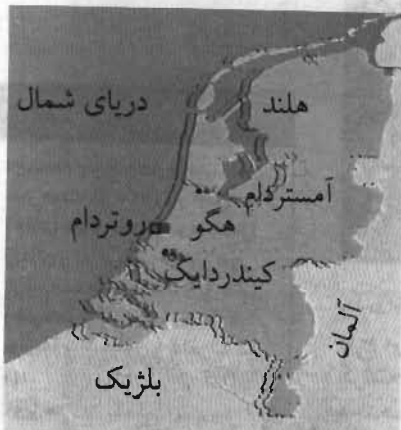 دریای شمال
هلند
آمستردام
هگو
روتردام
کیندردایک
آلمان
بلژیک